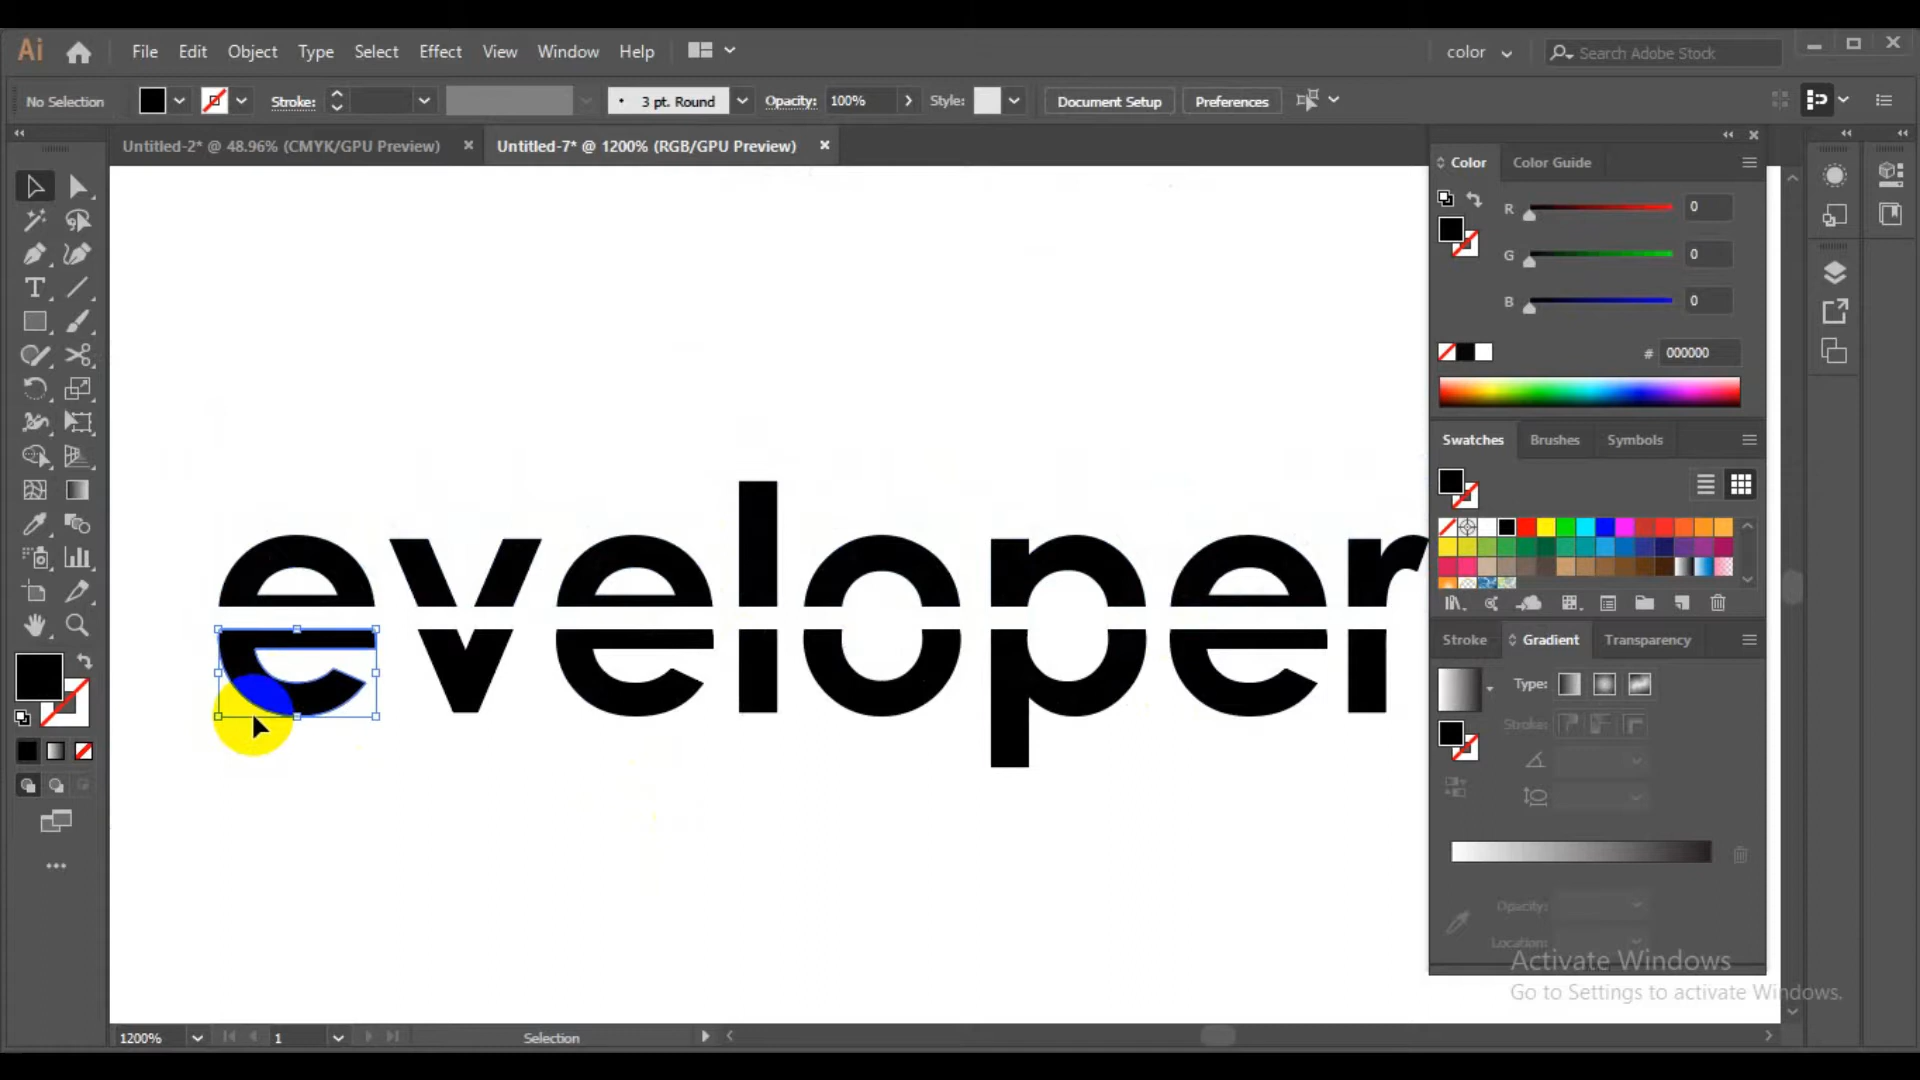 Ai File Edit Object Type Select Effect View Window Help color Search Adobe Stock
No Selection Stroke: 3 pt. Round Opacity: 100% Style: Document Setup Preferences
Untitled-2* @ 48.96% (CMYK/GPU Preview) Untitled-7* @ 1200% (RGB/GPU Preview)
Color Color Guide
R 0
G 0
B 0
# 000000
Swatches Brushes Symbols
eveloper
Stroke Gradient Transparency
Type:
Stroke:
Opacity:
Location:
Activate Windows
Go to Settings to activate Windows.
1200% 1 Selection